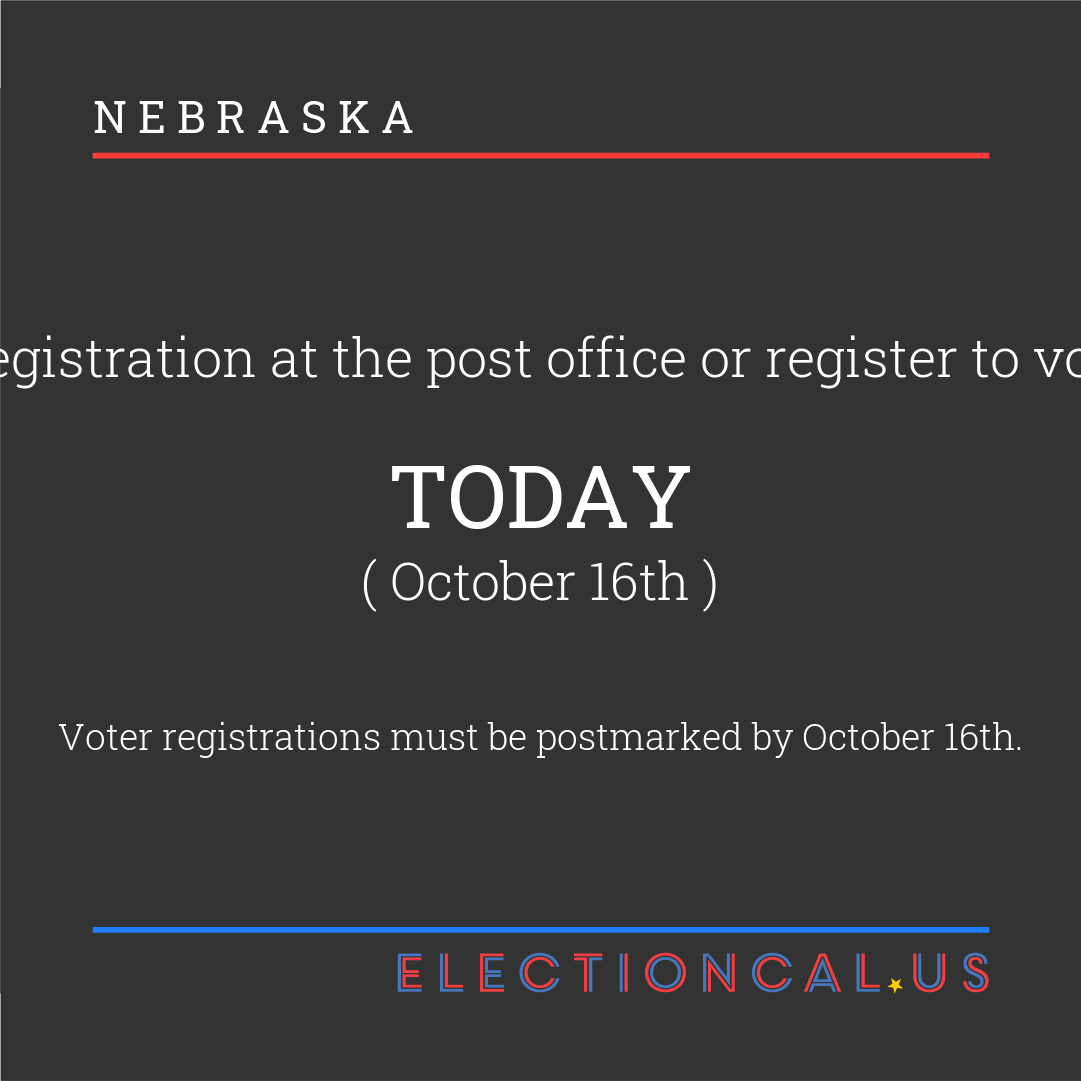 NEBRASKA
egistration at the post office or register to vo
TODAY
( October 16th )
Voter registrations must be postmarked by October 16th.
ELECTIONCAL.US